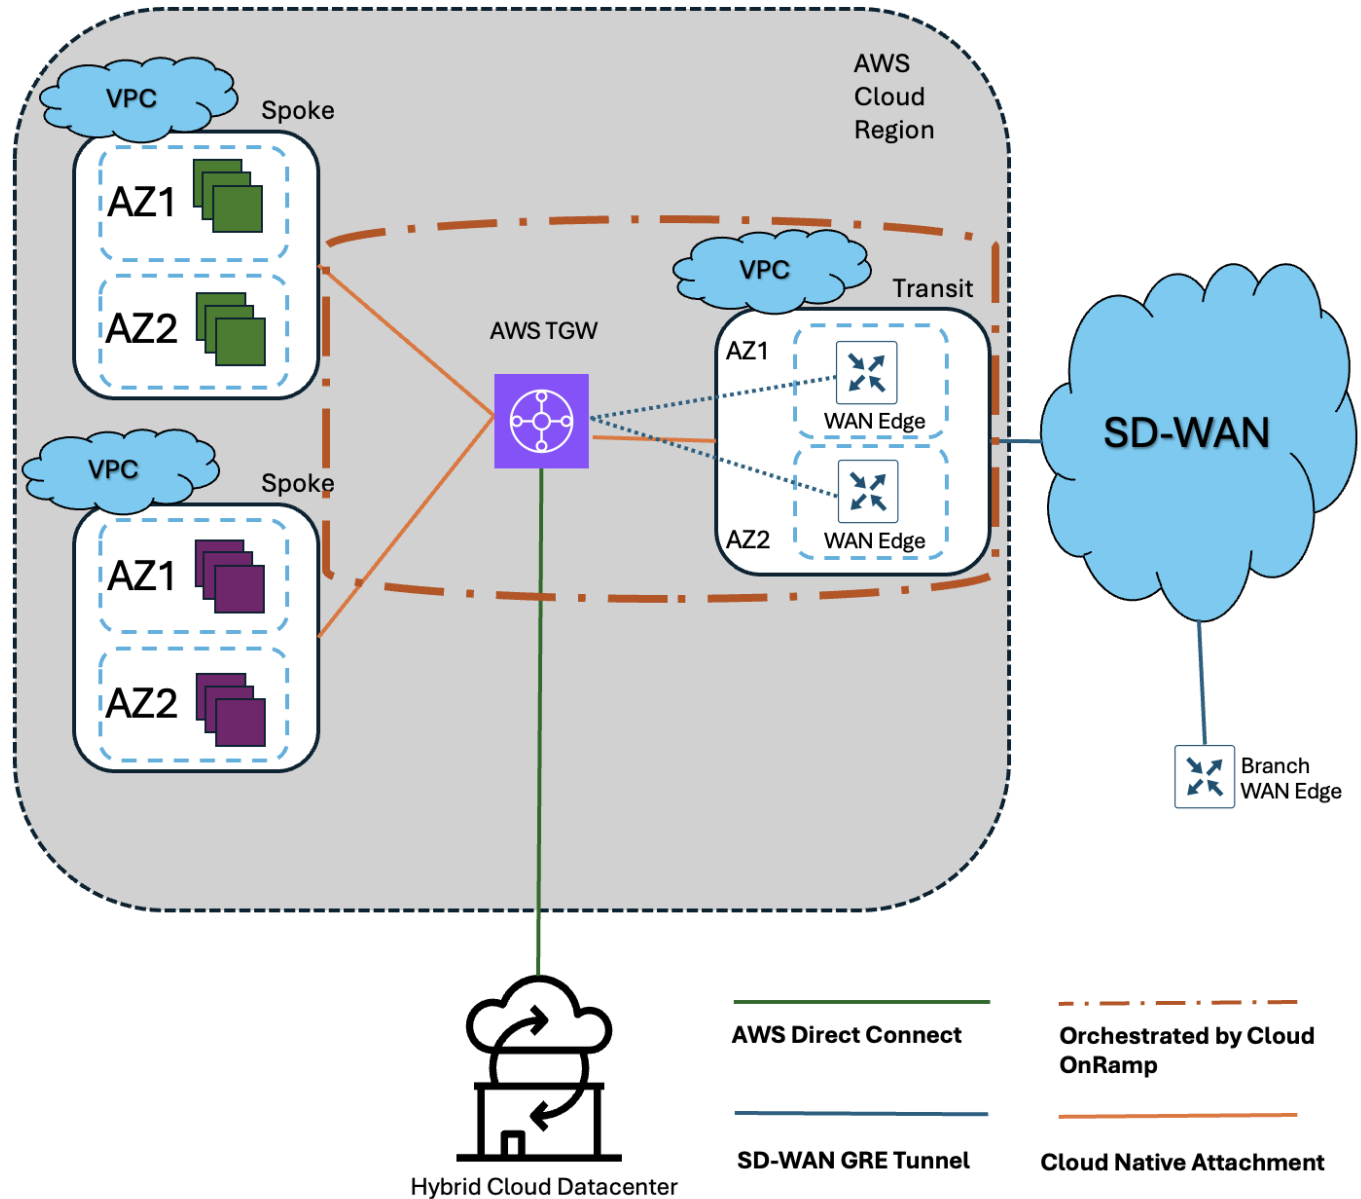 AWS
Cloud
Region
VPC
Spoke
AZ1
AZ2
VPC
Spoke
AZ1
AZ2
AWS TGW
VPC
Transit
AZ1
WAN Edge
AZ2
WAN Edge
SD-WAN
Branch
WAN Edge
Hybrid Cloud Datacenter
AWS Direct Connect
Orchestrated by Cloud
OnRamp
SD-WAN GRE Tunnel
Cloud Native Attachment